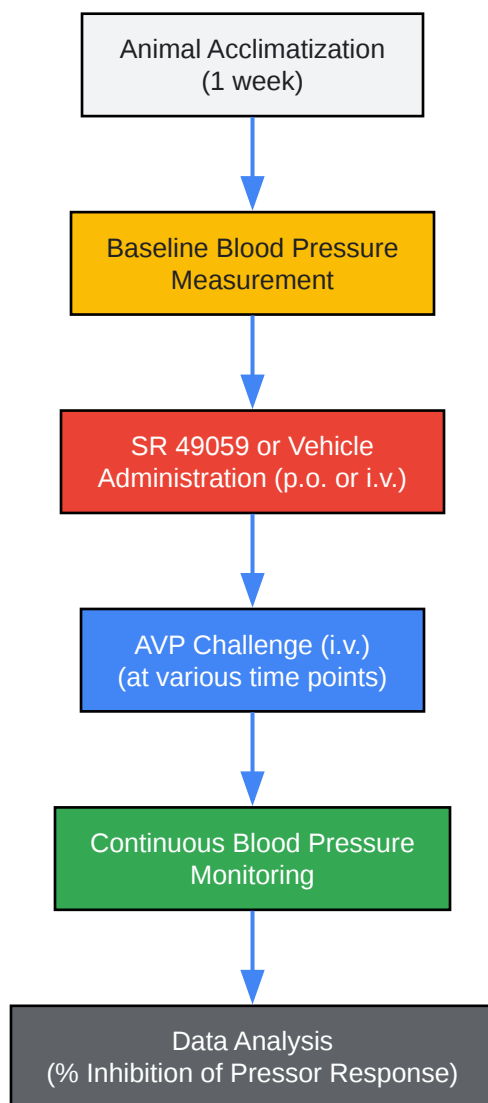 Animal Acclimatization
(1 week)
Baseline Blood Pressure
Measurement
SR 49059 or Vehicle
Administration (p.o. or i.v.)
AVP Challenge (i.v.)
(at various time points)
Continuous Blood Pressure
Monitoring
Data Analysis
(% Inhibition of Pressor Response)